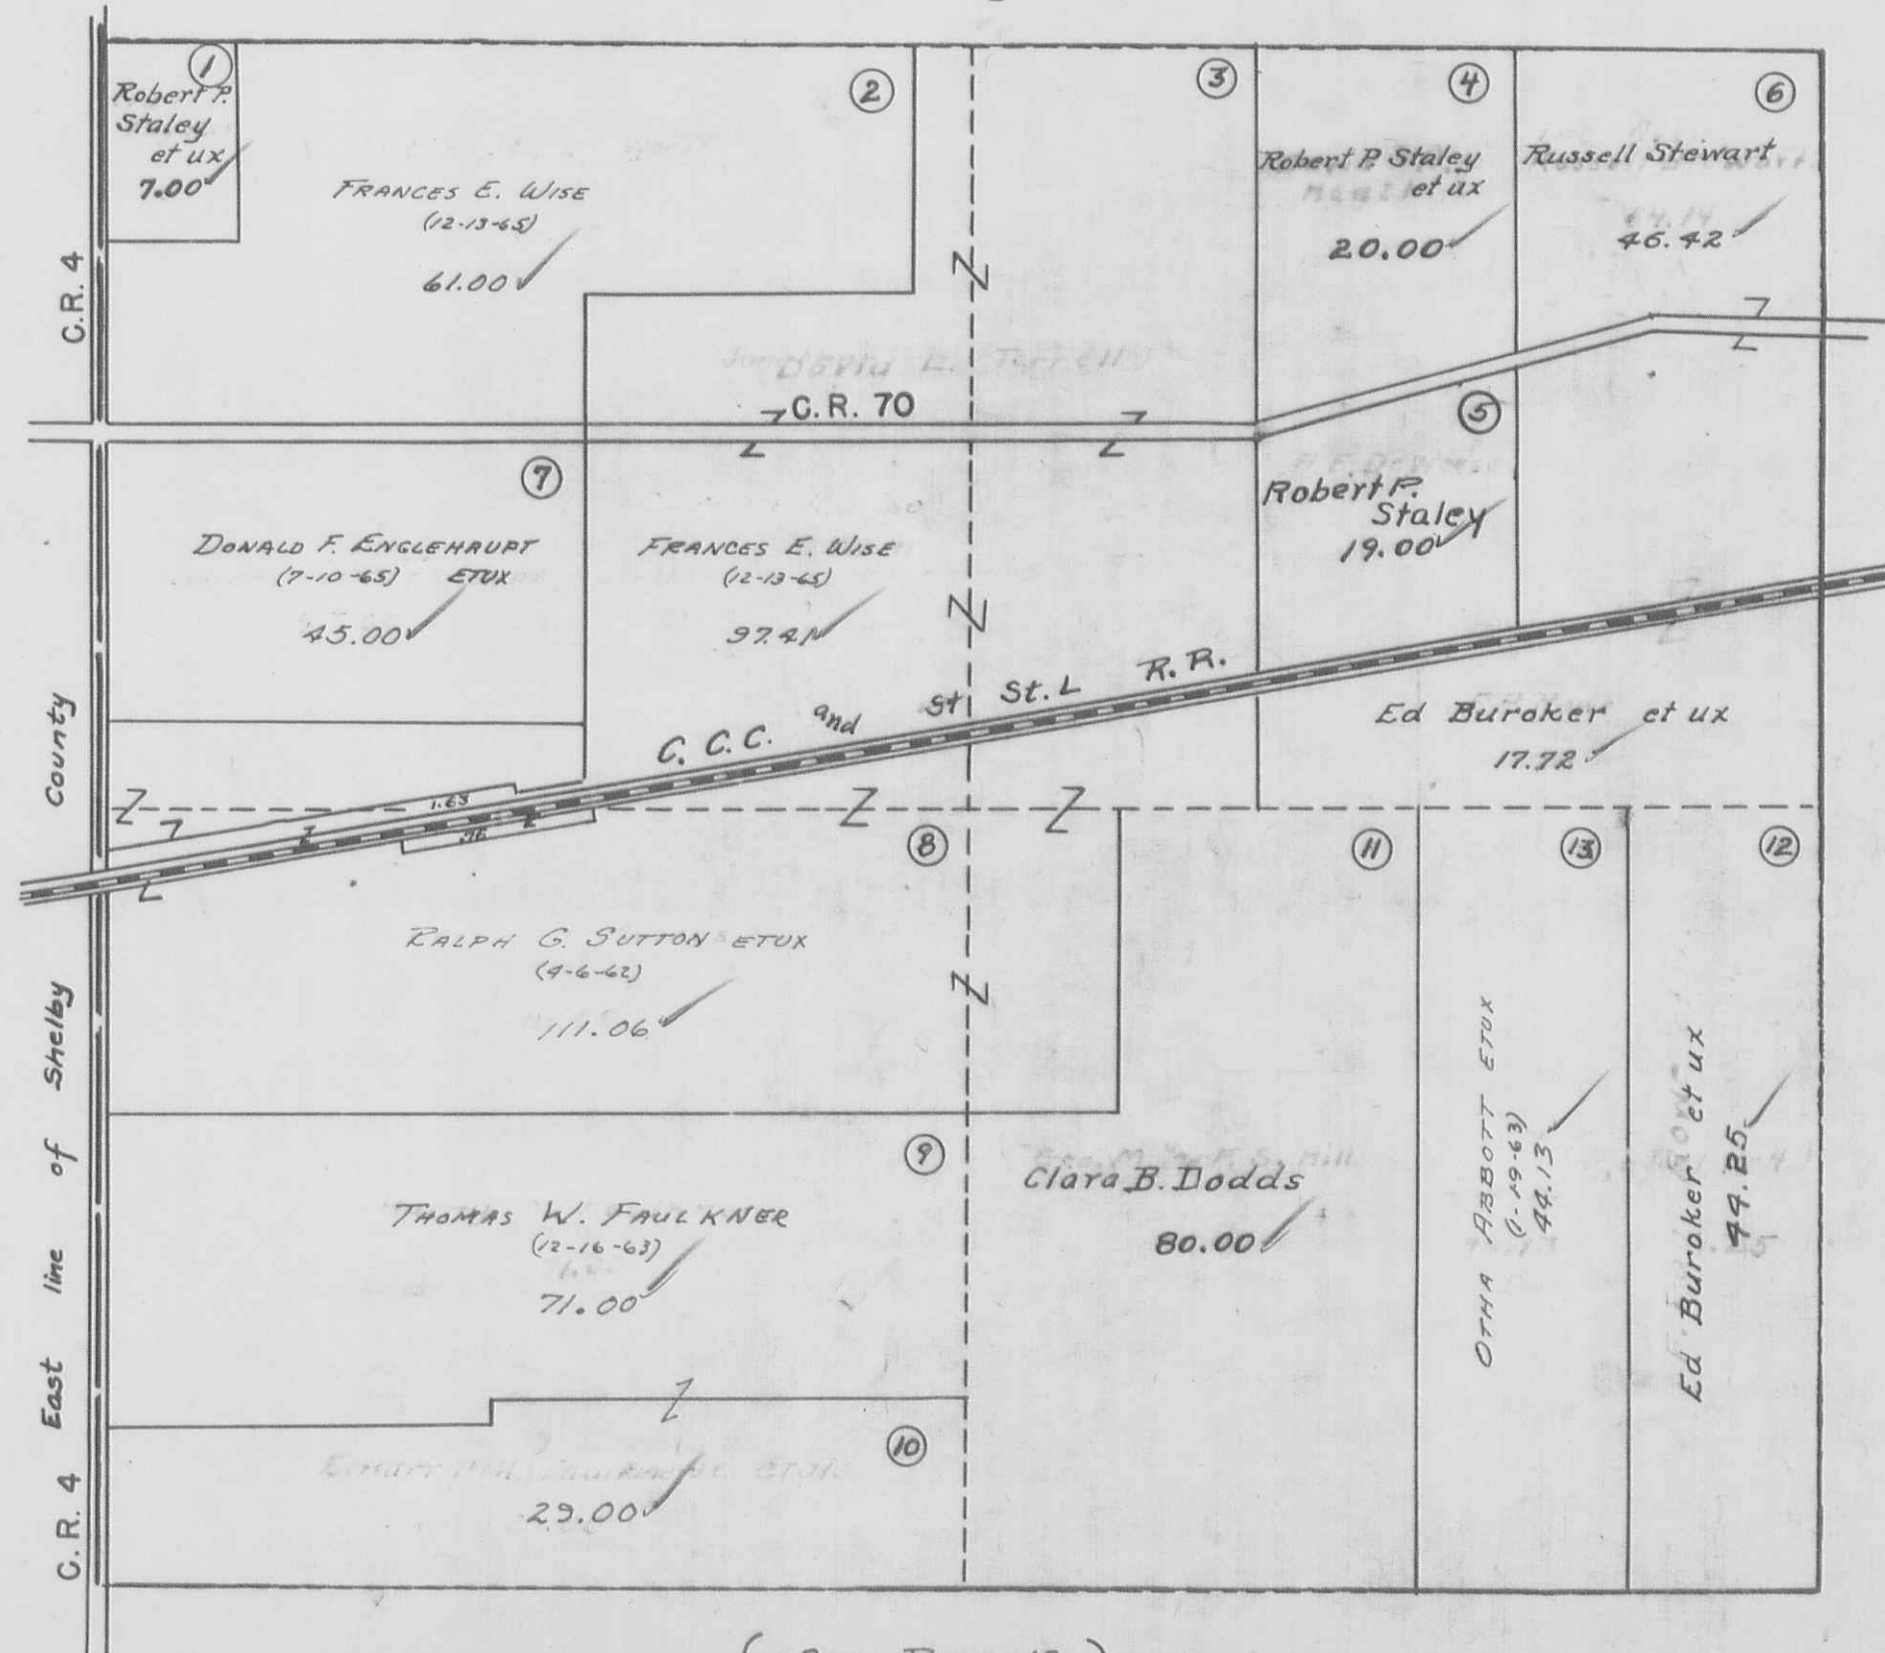 1
Robert P.
Staley
et ux
7.00
2
FRANCES E. WISE
(12-13-65)
61.00
3
4
Robert P. Staley
et ux
20.00
6
Russell Stewart
46.42
C.R. 4
C.R. 70
5
Robert P.
Staley
19.00
7
DONALD F. ENGLEHAUPT
(7-10-65) ETUX
45.00
FRANCES E. WISE
(12-13-65)
97.41
C. C. C. and St St. L R. R.
Ed Buroker et ux
17.72
1.63
.76
8
RALPH G. SUTTON ETUX
(4-6-62)
111.06
9
THOMAS W. FAULKNER
(12-16-63)
71.00
10
29.00
11
Clara B. Dodds
80.00
13
OTHA ABBOTT ETUX
(1-19-63)
44.13
12
Ed Buroker et ux
44.25
C.R. 4 East line of Shelby County